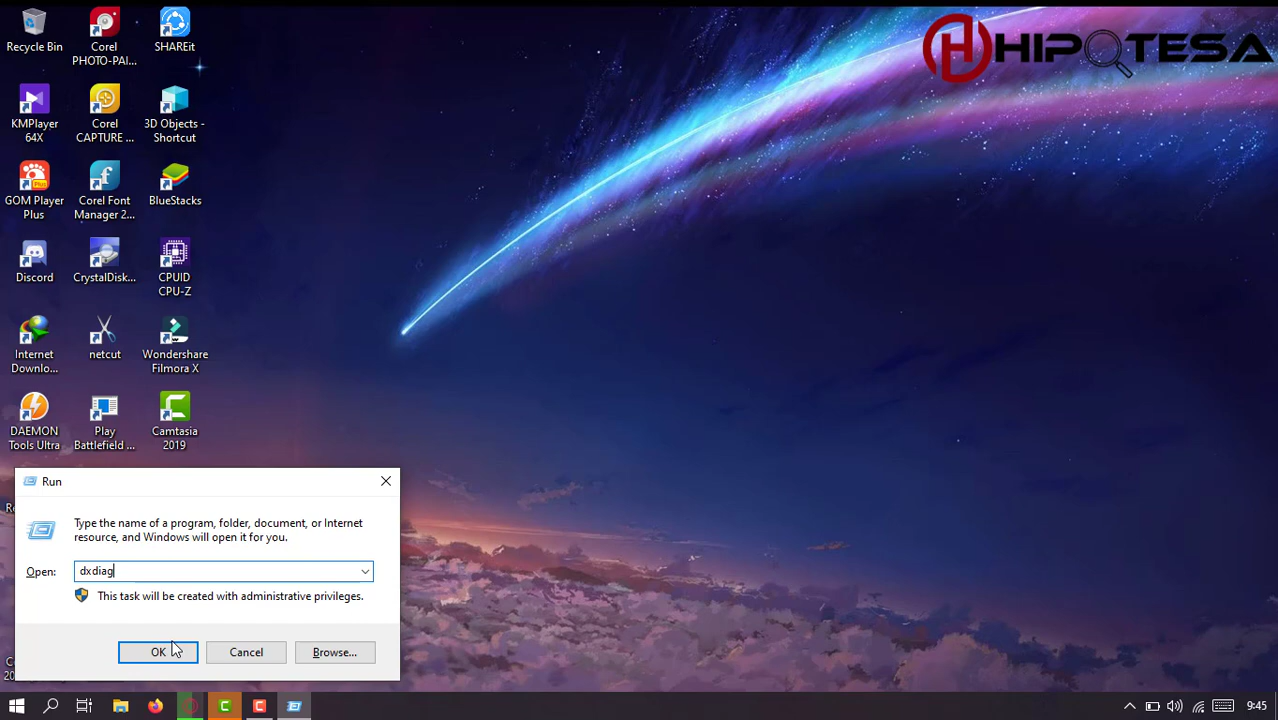 HIPOTESA
Recycle Bin
Corel
PHOTO-PAI...
SHAREit
KMPlayer
64X
Corel
CAPTURE ...
3D Objects -
Shortcut
GOM Player
Plus
Corel Font
Manager 2...
BlueStacks
Discord
CrystalDisk...
CPUID
CPU-Z
Internet
Downlo...
netcut
Wondershare
Filmora X
DAEMON
Tools Ultra
Play
Battlefield ...
Camtasia
2019
Run
Type the name of a program, folder, document, or Internet
resource, and Windows will open it for you.
Open: dxdiag
This task will be created with administrative privileges.
OK Cancel Browse...
9:45